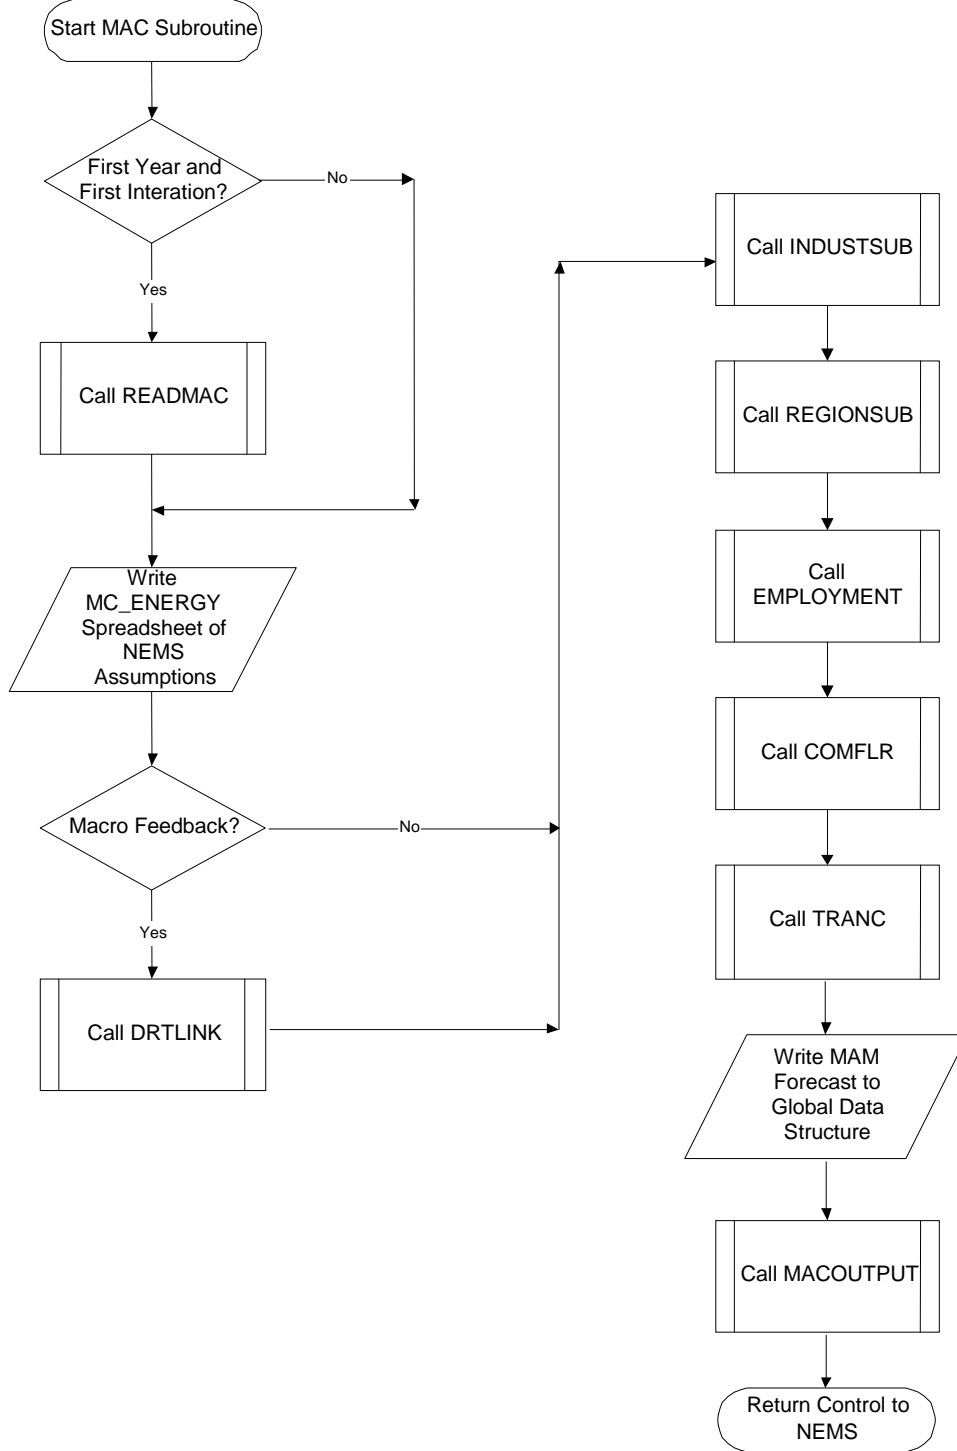 Start MAC Subroutine
First Year and
First Interation?
No
Yes
Call READMAC
Write
MC_ENERGY
Spreadsheet of
NEMS
Assumptions
Macro Feedback?
No
Yes
Call DRTLINK
Call INDUSTSUB
Call REGIONSUB
Call
EMPLOYMENT
Call COMFLR
Call TRANC
Write MAM
Forecast to
Global Data
Structure
Call MACOUTPUT
Return Control to
NEMS